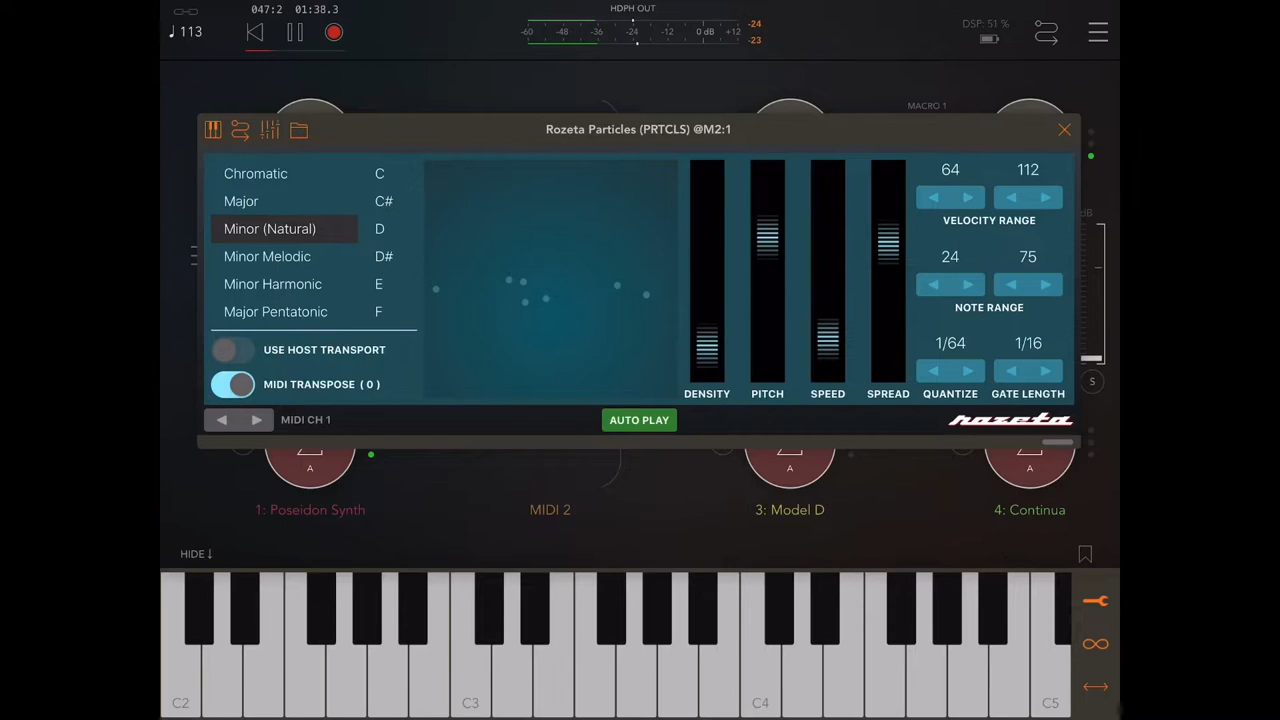 047:2 01:38.3
113
HDPH OUT
-60 -48 -36 -24 -12 0 dB +12
-24
-23
DSP: 51 %
MACRO 1
Rozeta Particles (PRTCLS) @M2:1
Chromatic C
Major C#
Minor (Natural) D
Minor Melodic D#
Minor Harmonic E
Major Pentatonic F
USE HOST TRANSPORT
MIDI TRANSPOSE ( 0 )
DENSITY PITCH SPEED SPREAD
64 112
VELOCITY RANGE
24 75
NOTE RANGE
1/64 1/16
QUANTIZE GATE LENGTH
S
MIDI CH 1
AUTO PLAY
rozeta
A A A
1: Poseidon Synth MIDI 2 3: Model D 4: Continua
HIDE↓
C2 C3 C4 C5